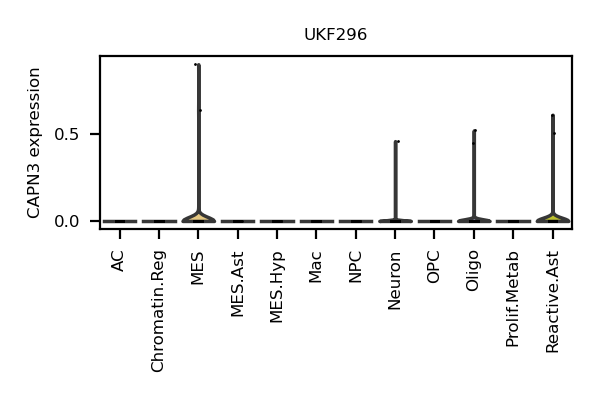 UKF296
CAPN3 expression
0.5
0.0
AC
Chromatin.Reg
MES
MES.Ast
MES.Hyp
Mac
NPC
Neuron
OPC
Oligo
Prolif.Metab
Reactive.Ast